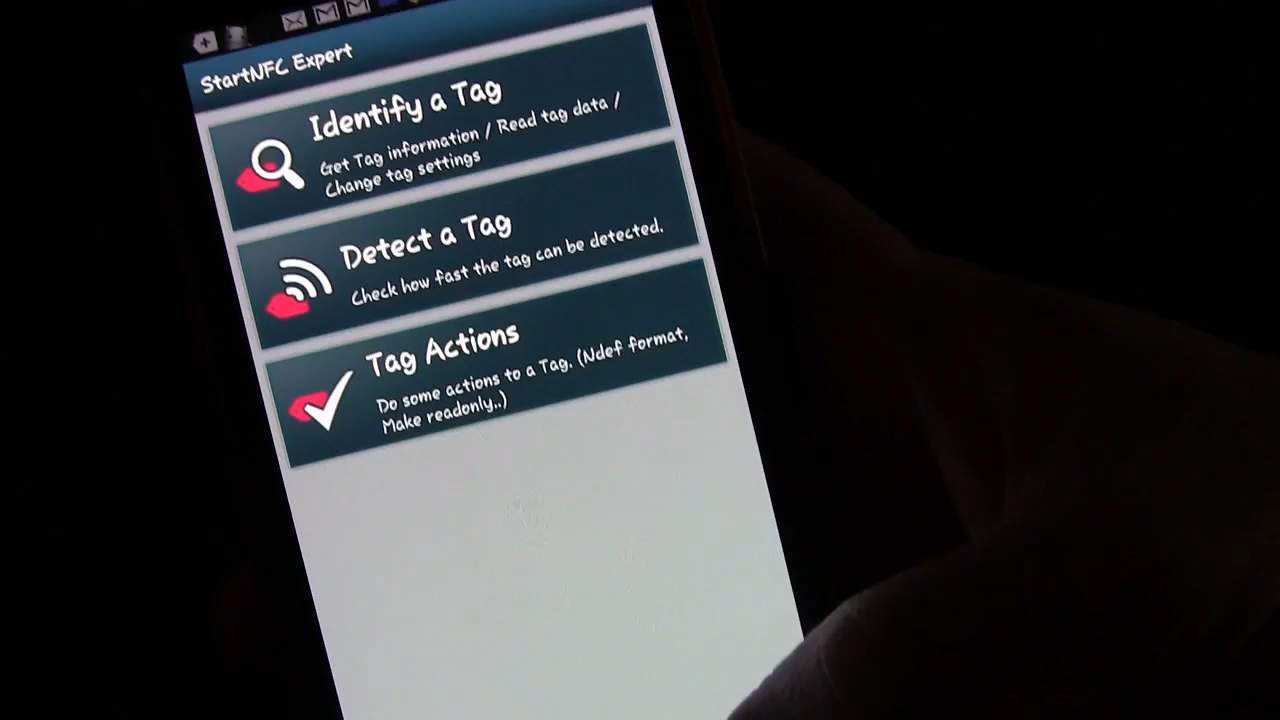 StartNFC Expert
Identify a Tag
Get Tag information / Read tag data /
Change tag settings
Detect a Tag
Check how fast the tag can be detected.
Tag Actions
Do some actions to a Tag. (Ndef format,
Make readonly..)